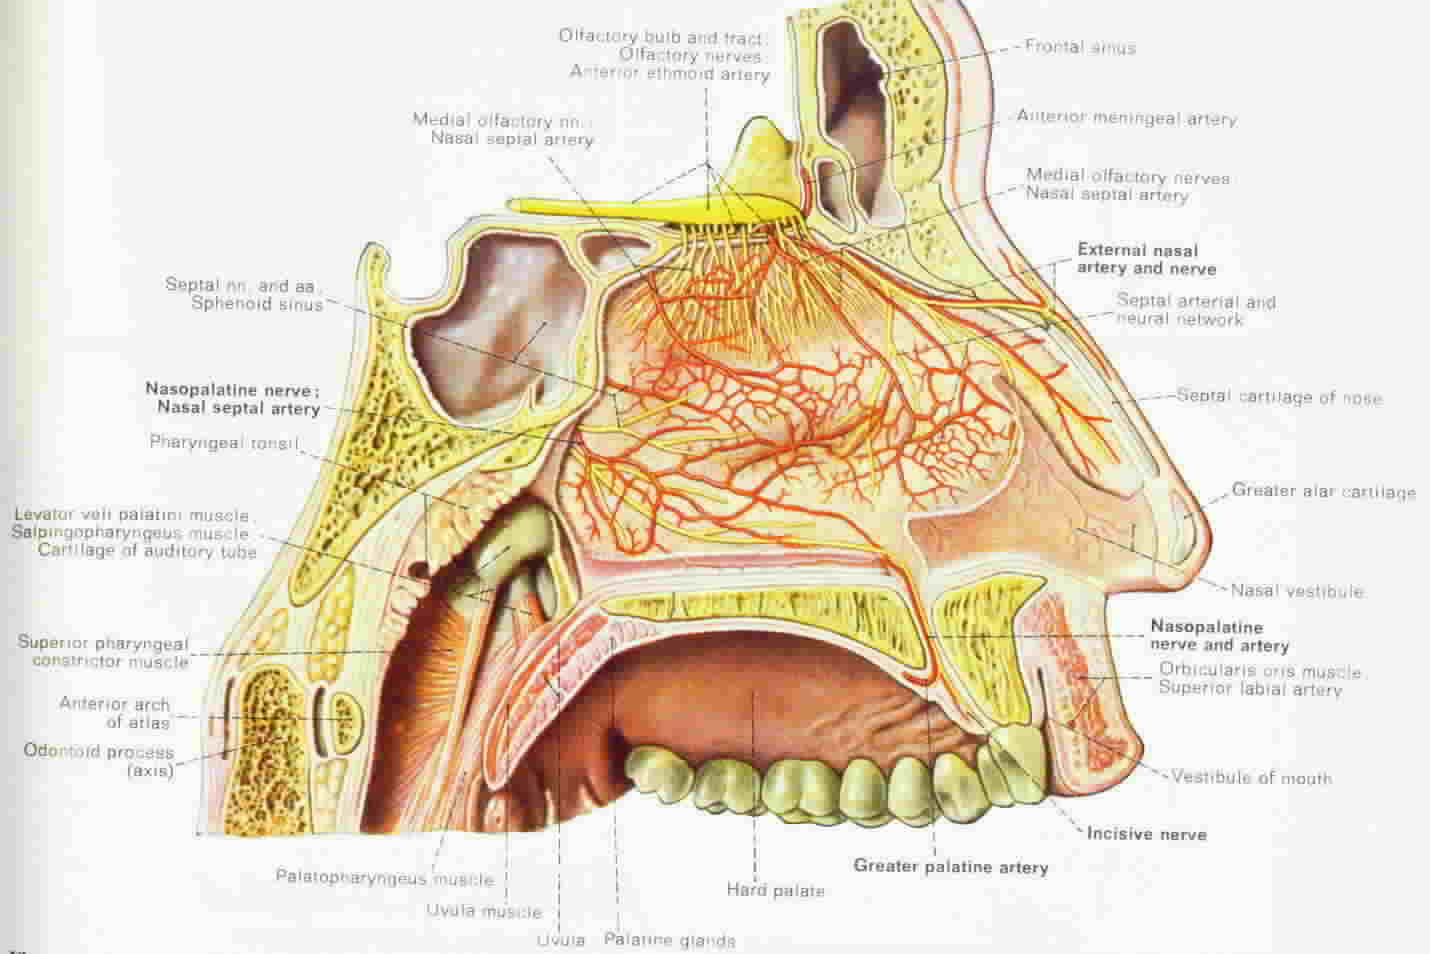 Olfactory bulb and tract;
Olfactory nerves;
Anterior ethmoid artery
Frontal sinus
Medial olfactory nn.;
Nasal septal artery
Anterior meningeal artery
Medial olfactory nerves
Nasal septal artery
External nasal
artery and nerve
Septal nn. and aa.
Sphenoid sinus
Septal arterial and
neural network
Nasopalatine nerve;
Nasal septal artery
Septal cartilage of nose
Pharyngeal tonsil
Greater alar cartilage
Levator veli palatini muscle
Salpingopharyngeus muscle
Cartilage of auditory tube
Nasal vestibule
Superior pharyngeal
constrictor muscle
Nasopalatine
nerve and artery
Orbicularis oris muscle
Superior labial artery
Anterior arch
of atlas
Odontoid process
(axis)
Vestibule of mouth
Incisive nerve
Greater palatine artery
Palatopharyngeus muscle
Hard palate
Uvula muscle
Uvula
Palatine glands